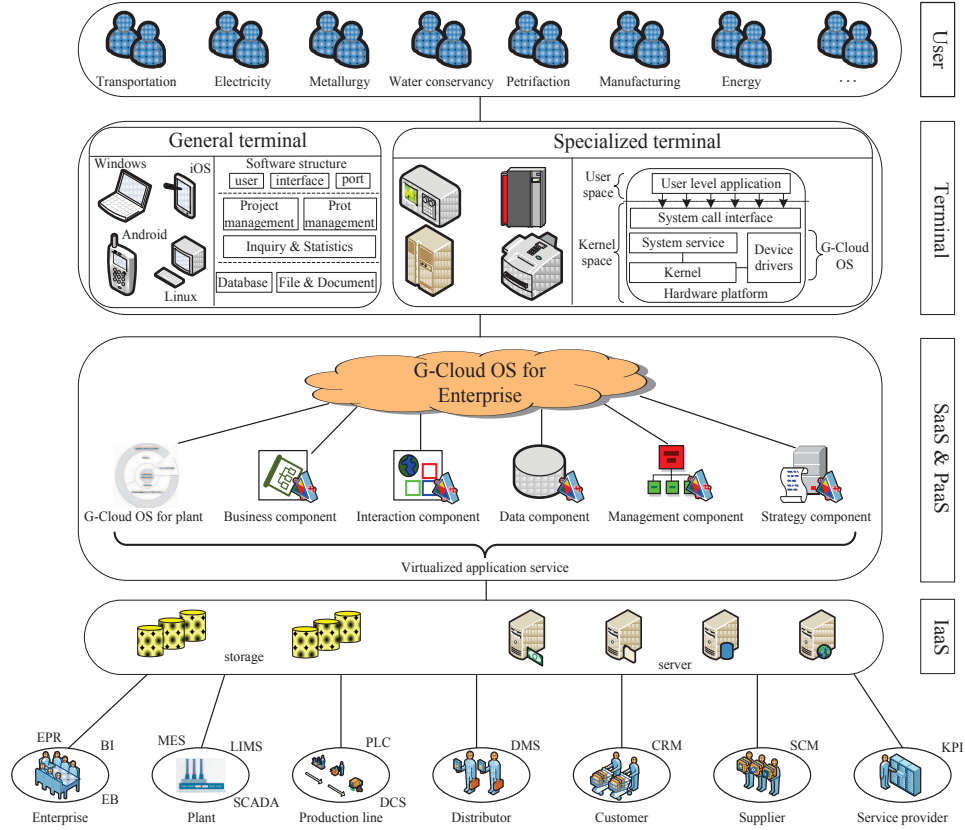 Transportation
Electricity
Metallurgy
Water conservancy
Petrifaction
Manufacturing
Energy
...
User
General terminal
Windows
iOS
Android
Linux
Software structure
user
interface
port
Project
management
Prot
management
Inquiry & Statistics
Database
File & Document
Specialized terminal
User
space
Kernel
space
User level application
System call interface
System service
Kernel
Device
drivers
Hardware platform
G-Cloud
OS
Terminal
G-Cloud OS for
Enterprise
G-Cloud OS for plant
Business component
Interaction component
Data component
Management component
Strategy component
Virtualized application service
SaaS & PaaS
storage
server
IaaS
EPR
BI
EB
Enterprise
MES
LIMS
SCADA
Plant
PLC
DCS
Production line
DMS
Distributor
CRM
Customer
SCM
Supplier
KPI
Service provider